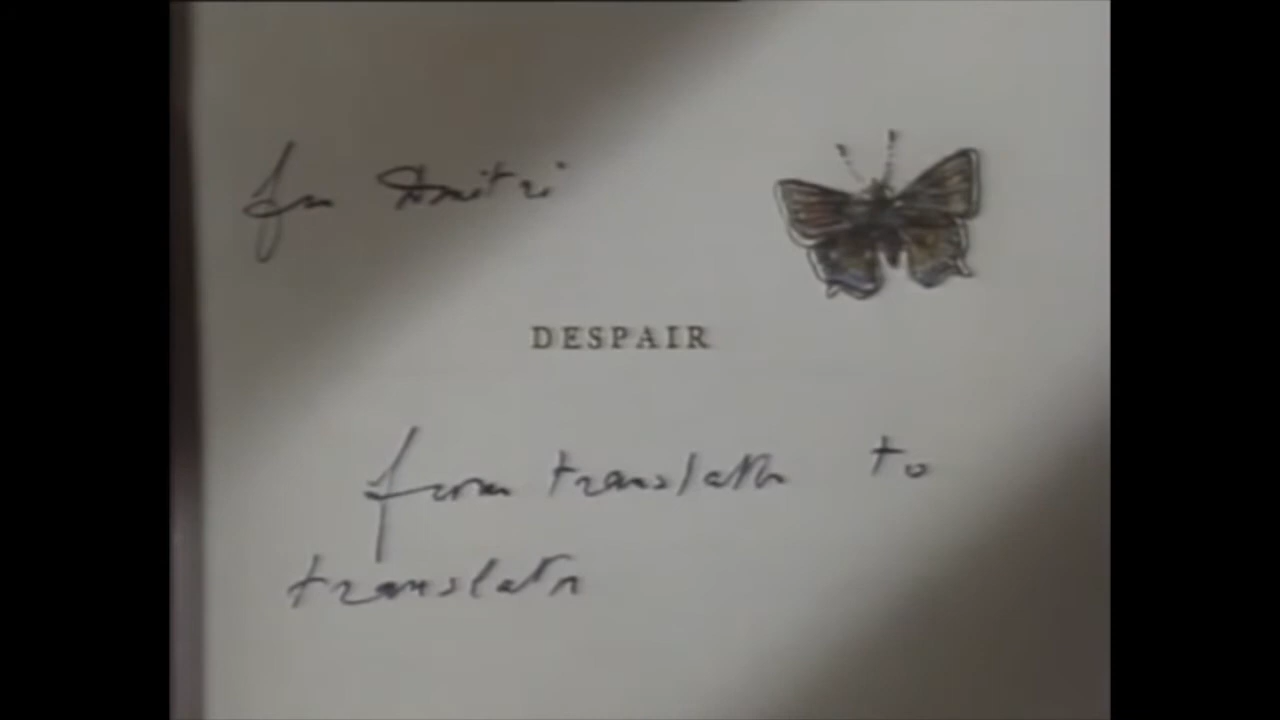 for Dmitri
DESPAIR
from translator to
translator